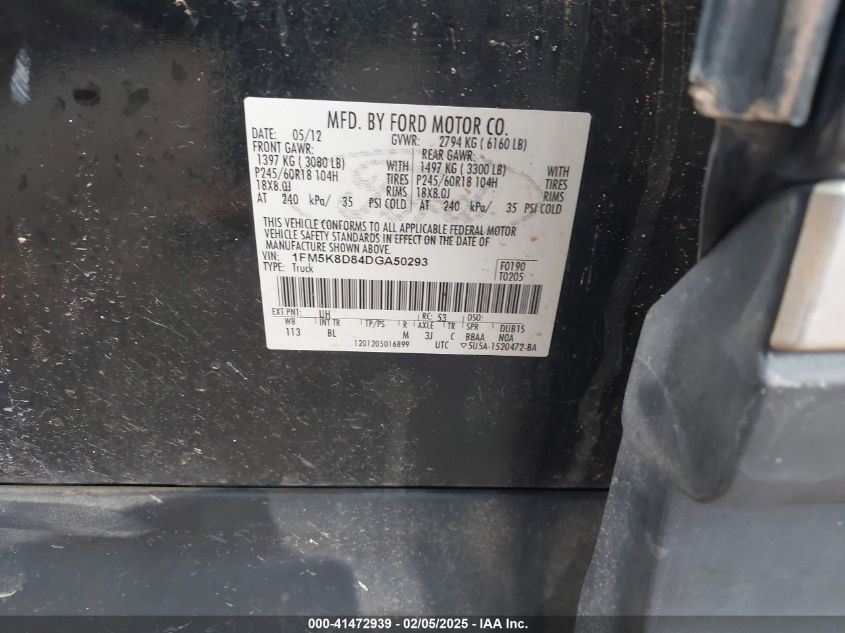 MFD. BY FORD MOTOR CO.
DATE: 05/12 GVWR: 2794 KG ( 6160 LB)
FRONT GAWR: REAR GAWR:
1397 KG ( 3080 LB) WITH 1497 KG ( 3300 LB) WITH
P245/60R18 104H TIRES P245/60R18 104H TIRES
18X8.0J RIMS 18X8.0J RIMS
AT 240 kPa/ 35 PSI COLD AT 240 kPa/ 35 PSI COLD
THIS VEHICLE CONFORMS TO ALL APPLICABLE FEDERAL MOTOR
VEHICLE SAFETY STANDARDS IN EFFECT ON THE DATE OF
MANUFACTURE SHOWN ABOVE.
VIN: 1FM5K8D84DGA50293
TYPE: Truck
F0190
T0205
EXT PNT: UH RC: 53 DSO:
WB INT TR TP/PS R AXLE TR SPR DUB1S
113 BL M 3J C BBAA N0A
1201205016899 UTC 5U5A-1520472-BA
000-41472939 - 02/05/2025 - IAA Inc.